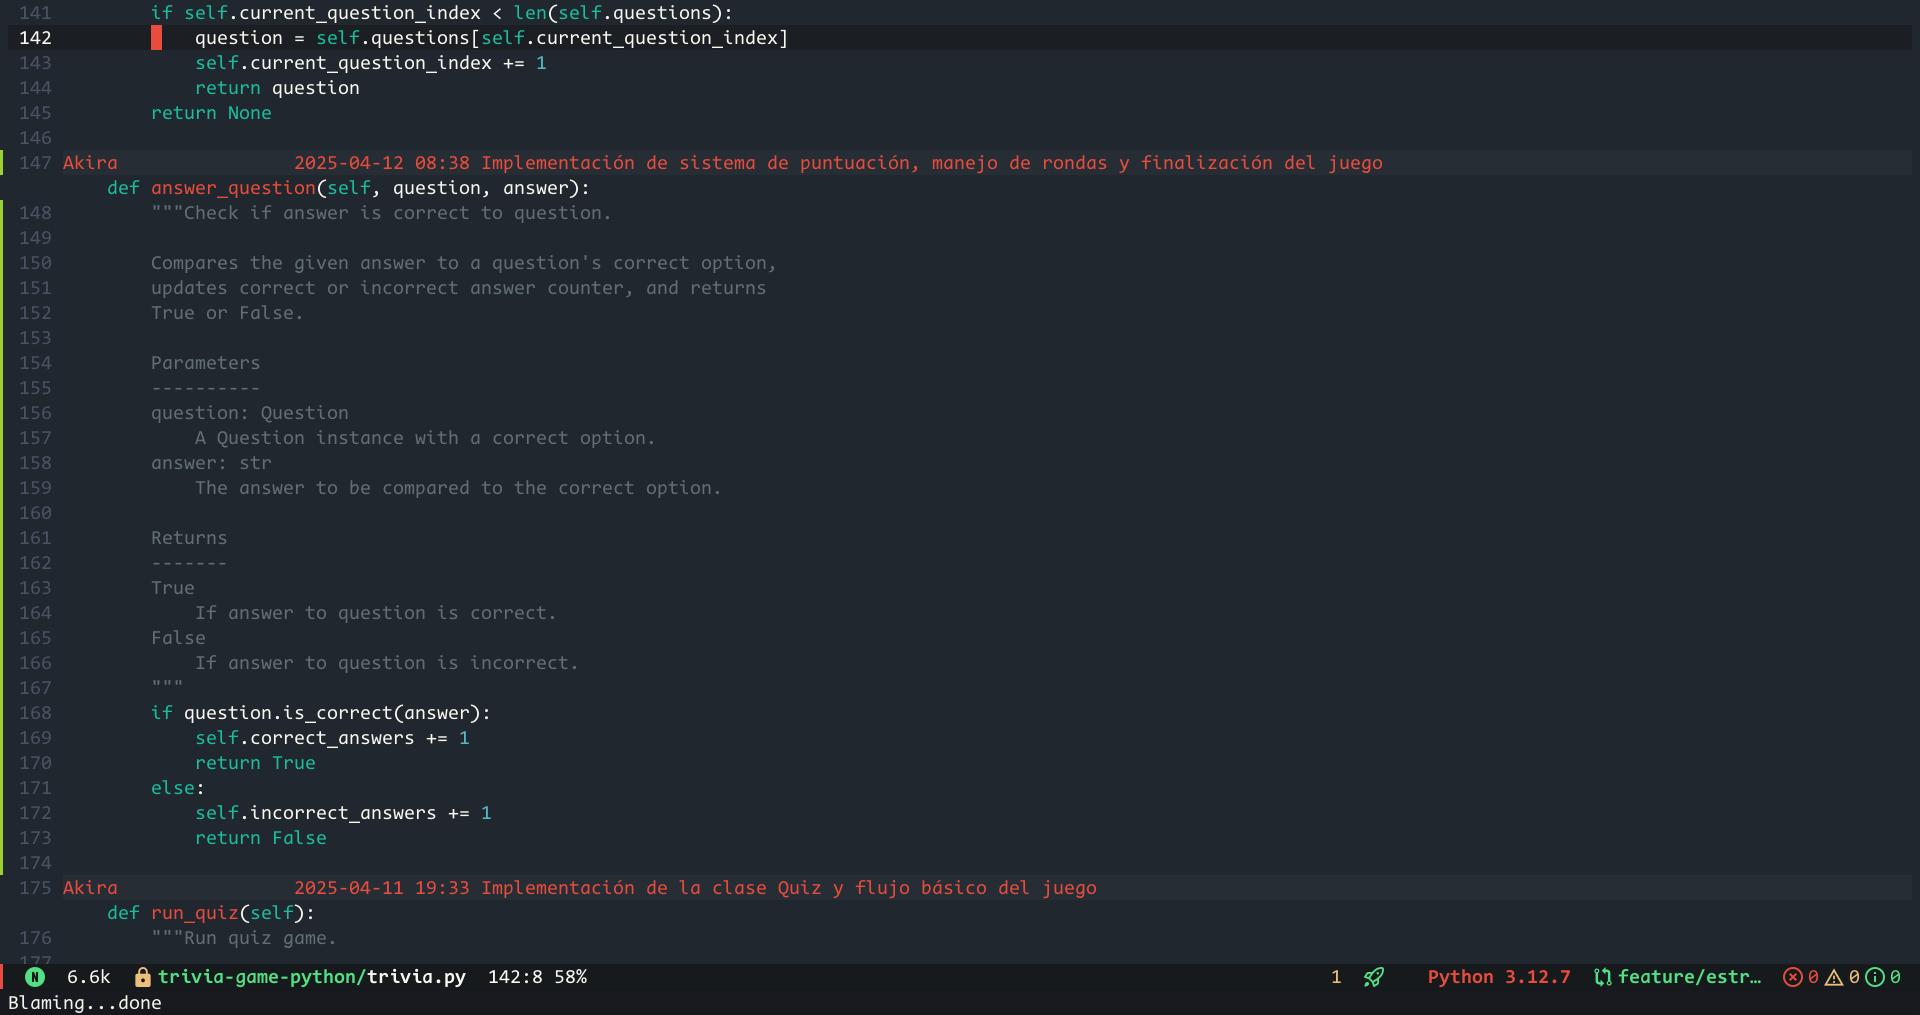 141         if self.current_question_index < len(self.questions):
142             question = self.questions[self.current_question_index]
143             self.current_question_index += 1
144             return question
145         return None
146
147 Akira                2025-04-12 08:38 Implementación de sistema de puntuación, manejo de rondas y finalización del juego
    def answer_question(self, question, answer):
148         """Check if answer is correct to question.
149
150         Compares the given answer to a question's correct option,
151         updates correct or incorrect answer counter, and returns
152         True or False.
153
154         Parameters
155         ----------
156         question: Question
157             A Question instance with a correct option.
158         answer: str
159             The answer to be compared to the correct option.
160
161         Returns
162         -------
163         True
164             If answer to question is correct.
165         False
166             If answer to question is incorrect.
167         """
168         if question.is_correct(answer):
169             self.correct_answers += 1
170             return True
171         else:
172             self.incorrect_answers += 1
173             return False
174
175 Akira                2025-04-11 19:33 Implementación de la clase Quiz y flujo básico del juego
    def run_quiz(self):
176         """Run quiz game.
177
N 6.6k trivia-game-python/trivia.py 142:8 58% 1 Python 3.12.7 feature/estr… 0 0 0
Blaming...done